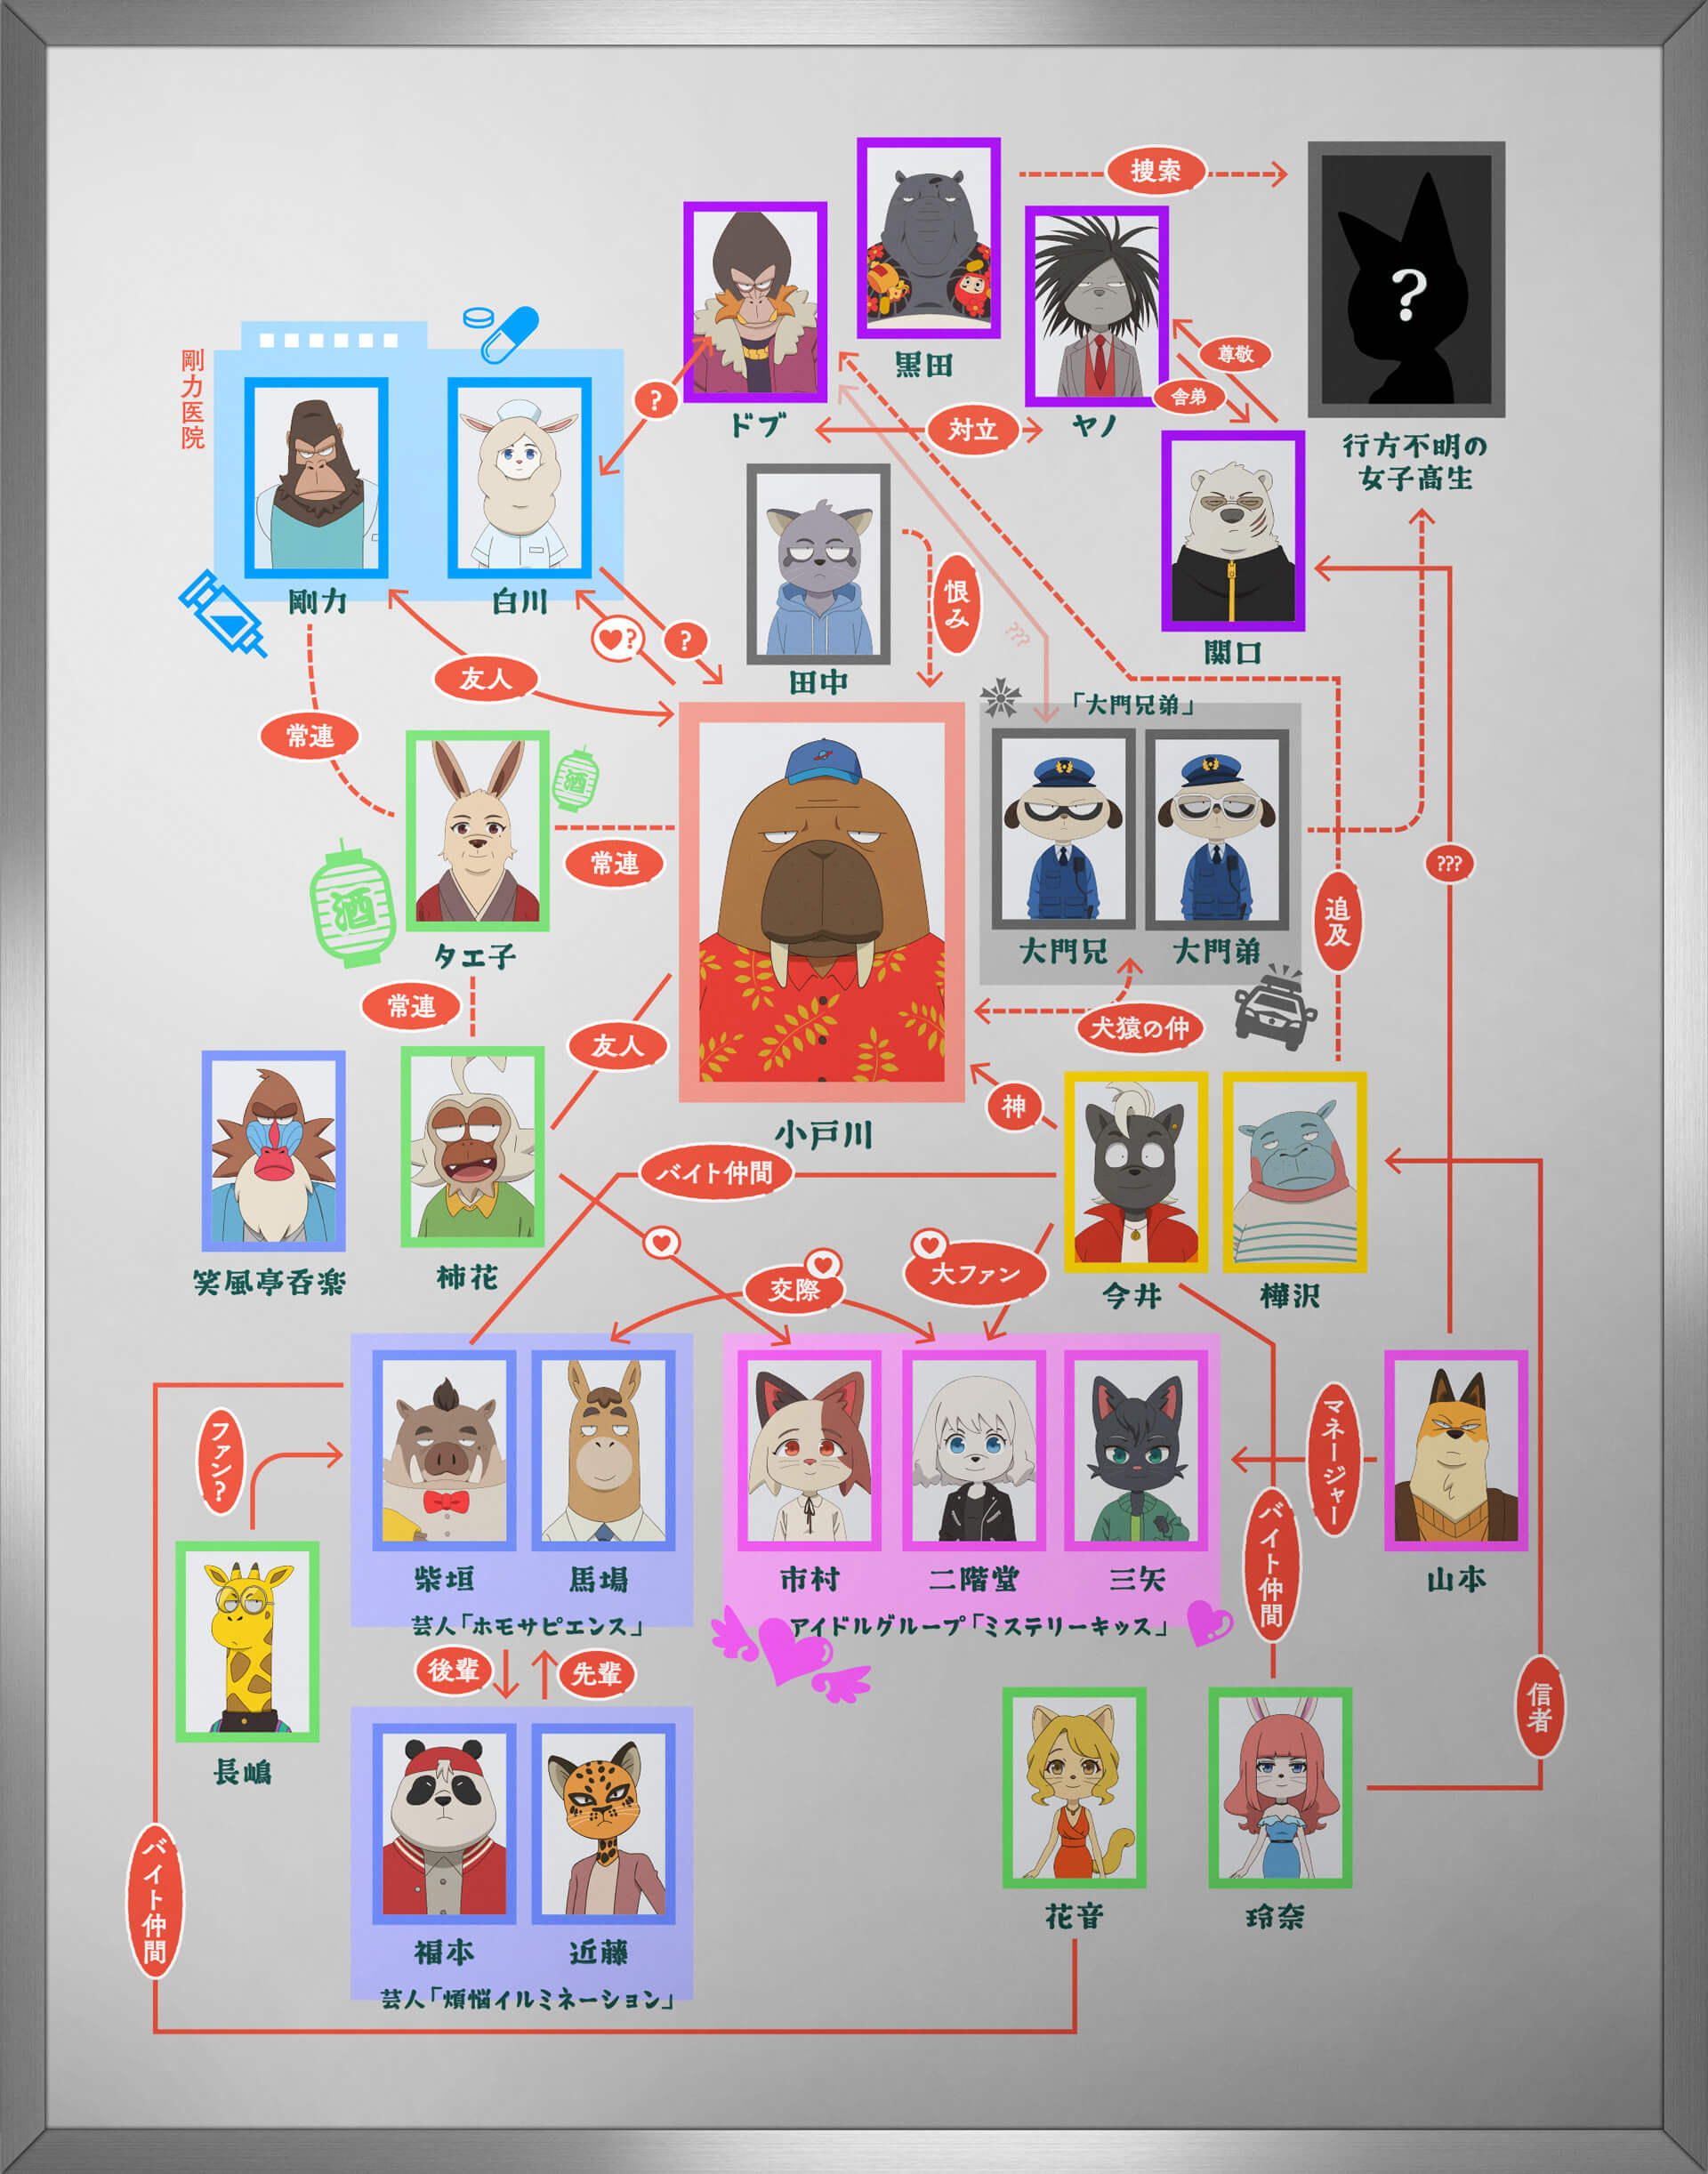 捜索
?
黒田
剛力医院
?
ドブ
対立
ヤノ
尊敬
舎弟
行方不明の
女子高生
剛力
白川
恨み
???
関口
友人
♥?
?
田中
常連
「大門兄弟」
酒
常連
???
酒
タエ子
大門兄
大門弟
追及
常連
友人
犬猿の仲
神
小戸川
バイト仲間
笑風亭呑楽
柿花
交際
大ファン
今井
樺沢
ファン?
マネージャー
柴垣
馬場
市村
二階堂
三矢
バイト仲間
山本
芸人「ホモサピエンス」
アイドルグループ「ミステリーキッス」
後輩
先輩
信者
長嶋
バイト仲間
花音
玲奈
福本
近藤
芸人「煩悩イルミネーション」